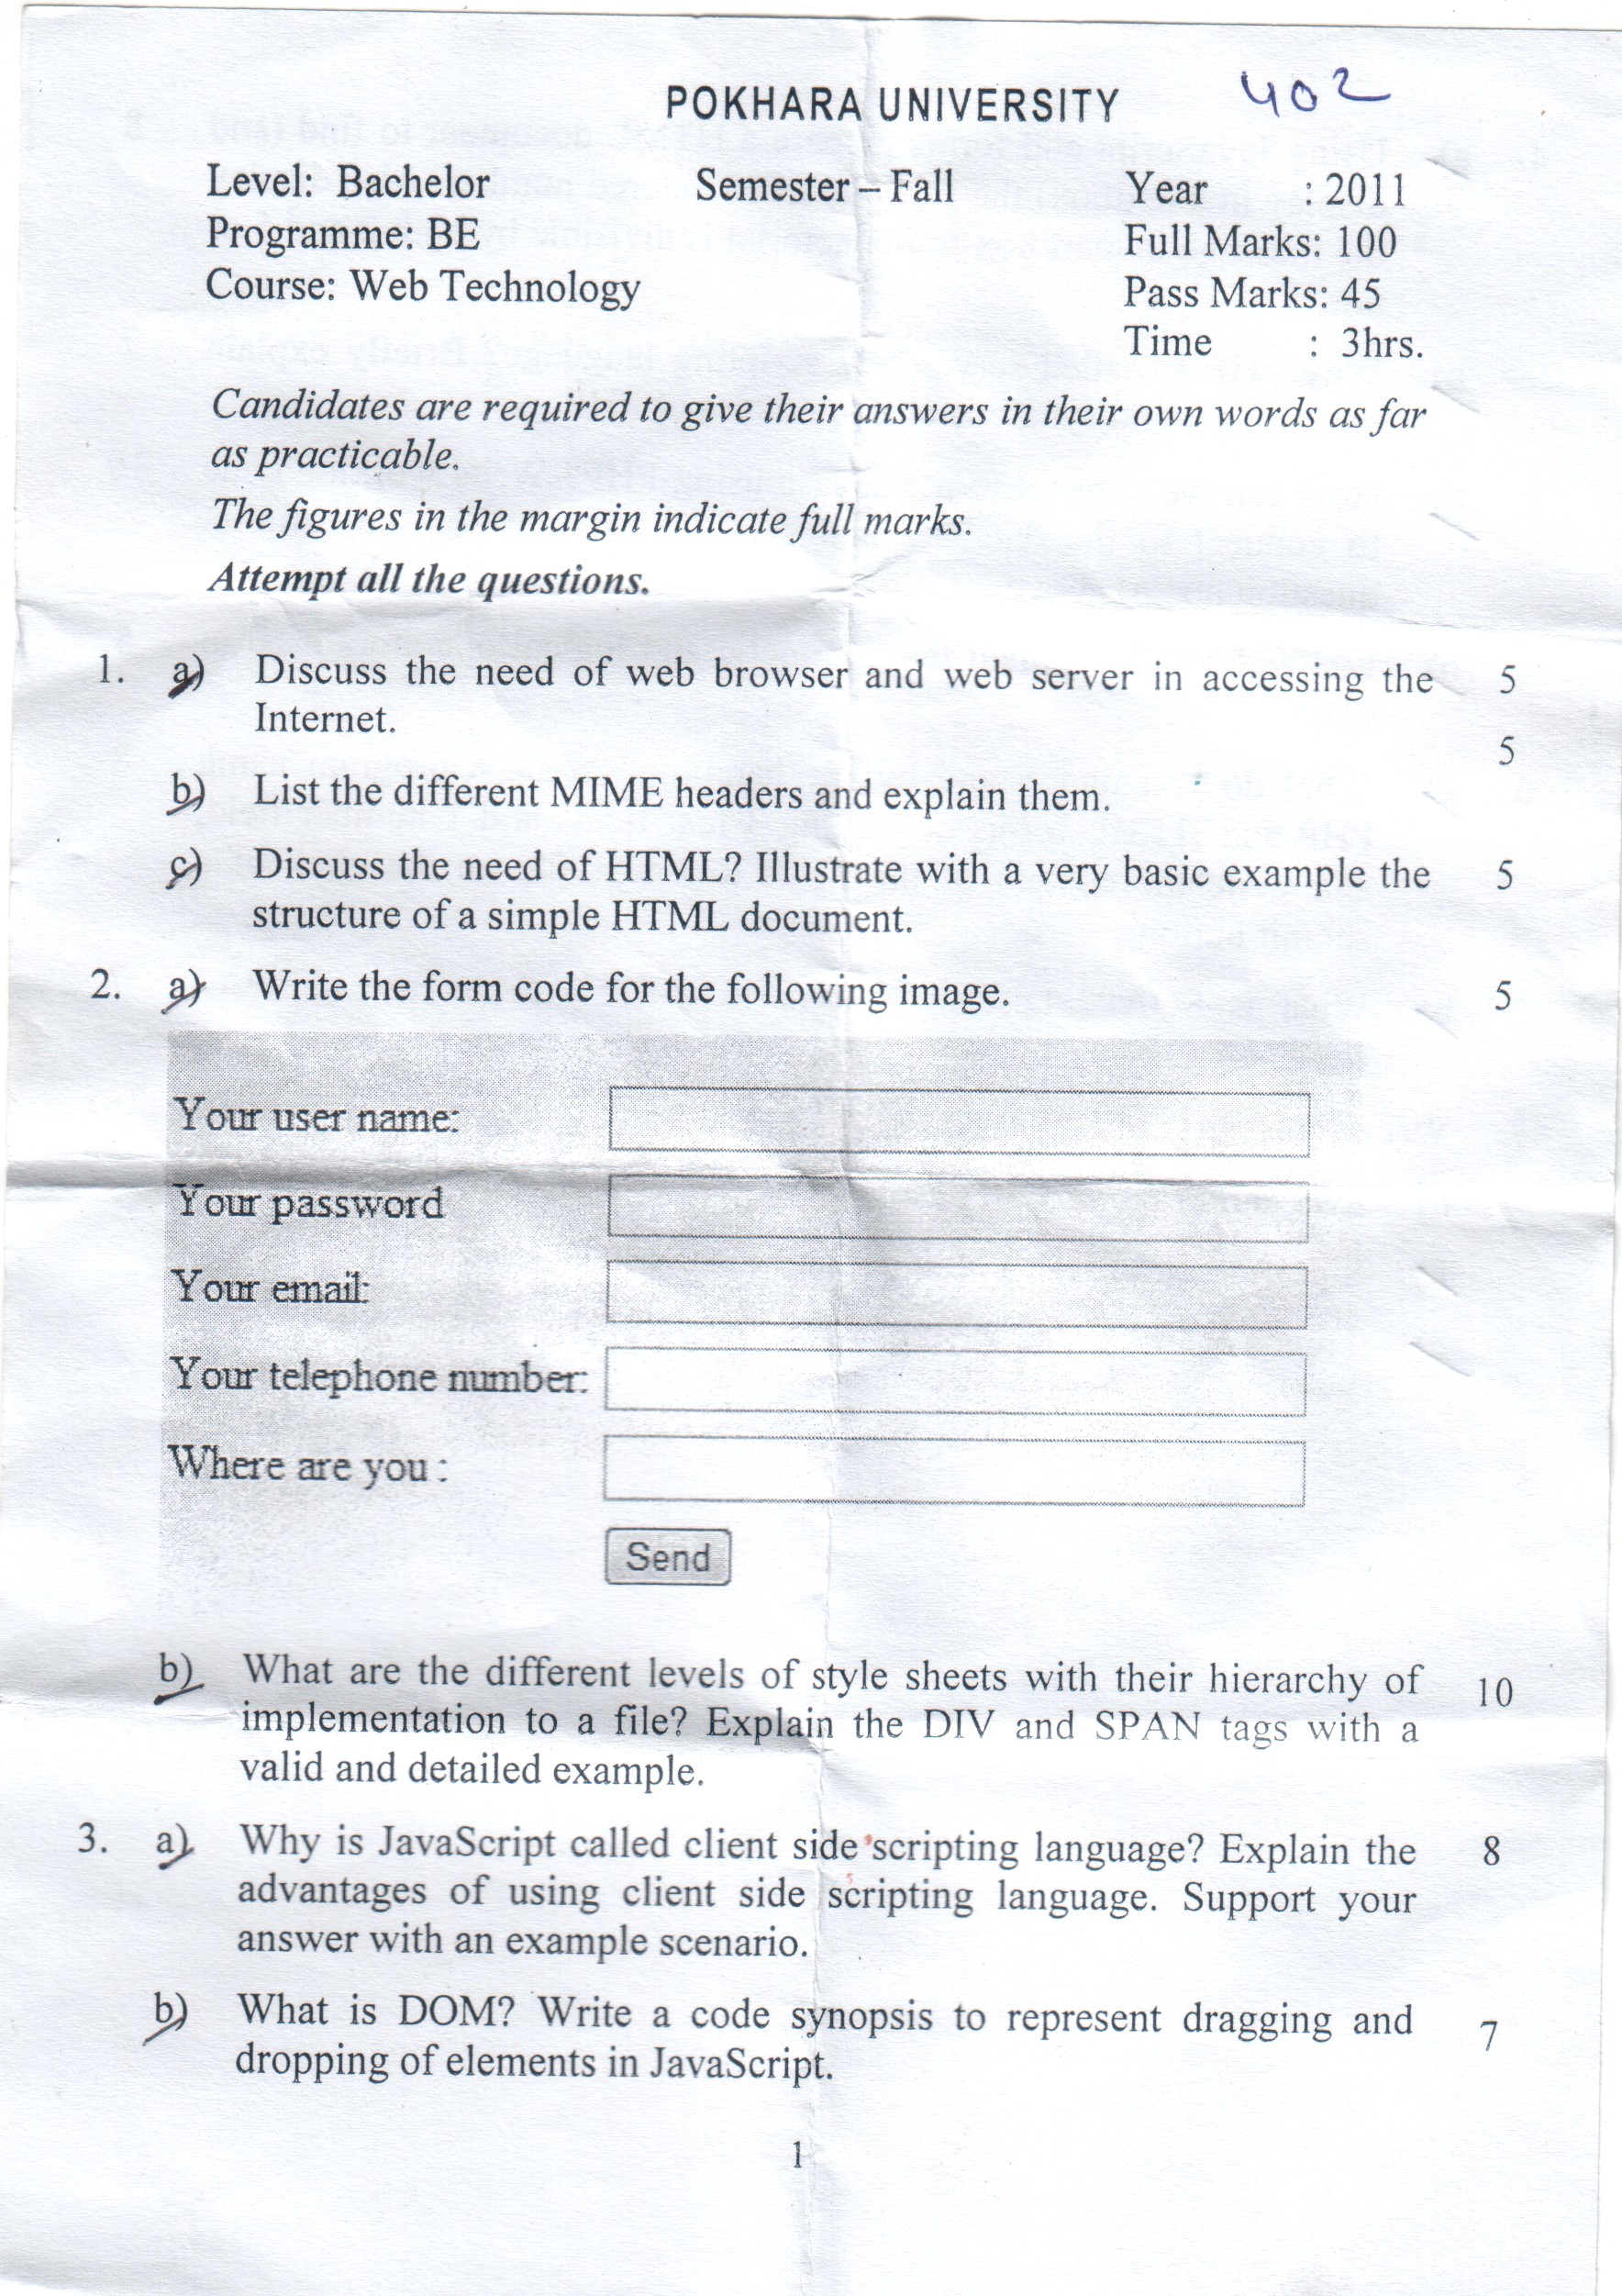 POKHARA UNIVERSITY 402
Level: Bachelor Semester – Fall Year : 2011
Programme: BE Full Marks: 100
Course: Web Technology Pass Marks: 45
Time : 3hrs.
Candidates are required to give their answers in their own words as far
as practicable.
The figures in the margin indicate full marks.
Attempt all the questions.
1. a) Discuss the need of web browser and web server in accessing the 5
Internet.
5
b) List the different MIME headers and explain them.
c) Discuss the need of HTML? Illustrate with a very basic example the 5
structure of a simple HTML document.
2. a) Write the form code for the following image. 5
Your user name:
Your password
Your email:
Your telephone number:
Where are you :
Send
b) What are the different levels of style sheets with their hierarchy of 10
implementation to a file? Explain the DIV and SPAN tags with a
valid and detailed example.
3. a) Why is JavaScript called client side scripting language? Explain the 8
advantages of using client side scripting language. Support your
answer with an example scenario.
b) What is DOM? Write a code synopsis to represent dragging and 7
dropping of elements in JavaScript.
1